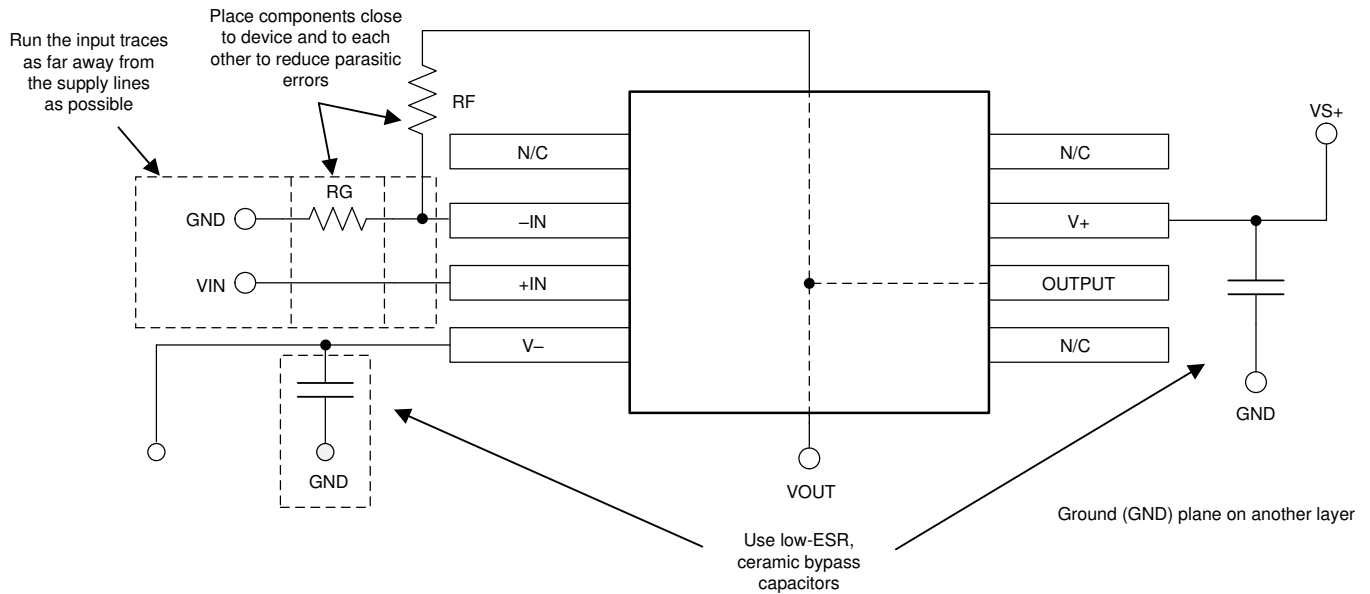 Place components close
to device and to each
other to reduce parasitic
errors
Run the input traces
as far away from
the supply lines
as possible
RF
VS+
N/C
N/C
RG
GND
–IN
V+
VIN
+IN
OUTPUT
V–
N/C
GND
GND
VOUT
Ground (GND) plane on another layer
Use low-ESR,
ceramic bypass
capacitors